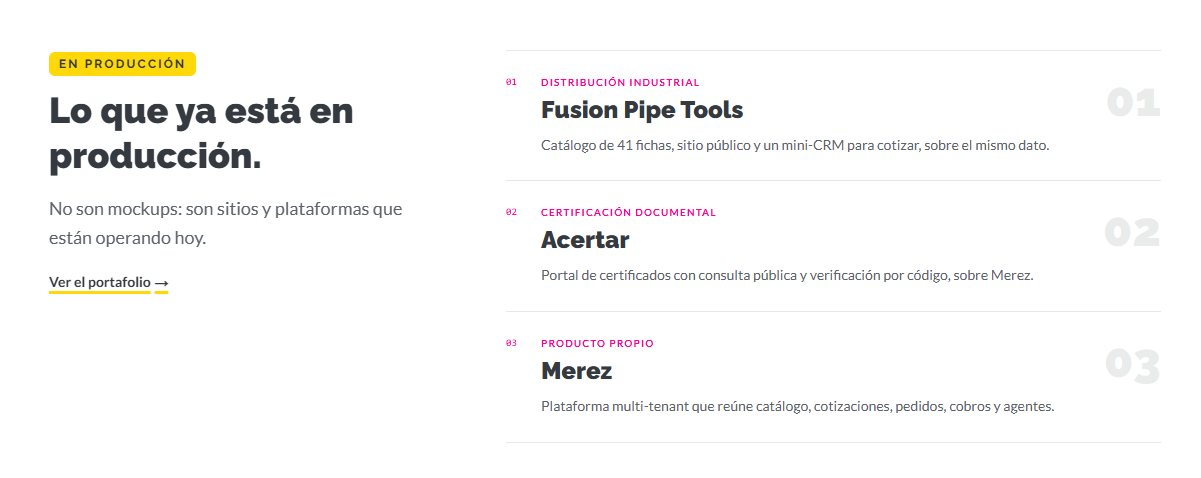 EN PRODUCCIÓN
Lo que ya está en
producción.
No son mockups: son sitios y plataformas que
están operando hoy.
Ver el portafolio →
01 DISTRIBUCIÓN INDUSTRIAL 01
Fusion Pipe Tools
Catálogo de 41 fichas, sitio público y un mini-CRM para cotizar, sobre el mismo dato.
02 CERTIFICACIÓN DOCUMENTAL 02
Acertar
Portal de certificados con consulta pública y verificación por código, sobre Merez.
03 PRODUCTO PROPIO 03
Merez
Plataforma multi-tenant que reúne catálogo, cotizaciones, pedidos, cobros y agentes.